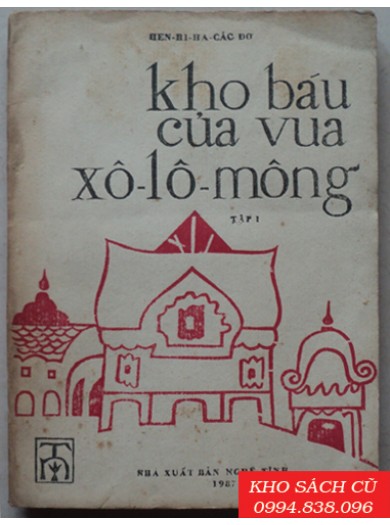 HEN-RI-HA-CÁC ĐƠ
kho báu
của vua
xô-lô-mông
TẬP I
NHÀ XUẤT BẢN NGHỆ TĨNH
1987
KHO SÁCH CŨ
0994.838.096